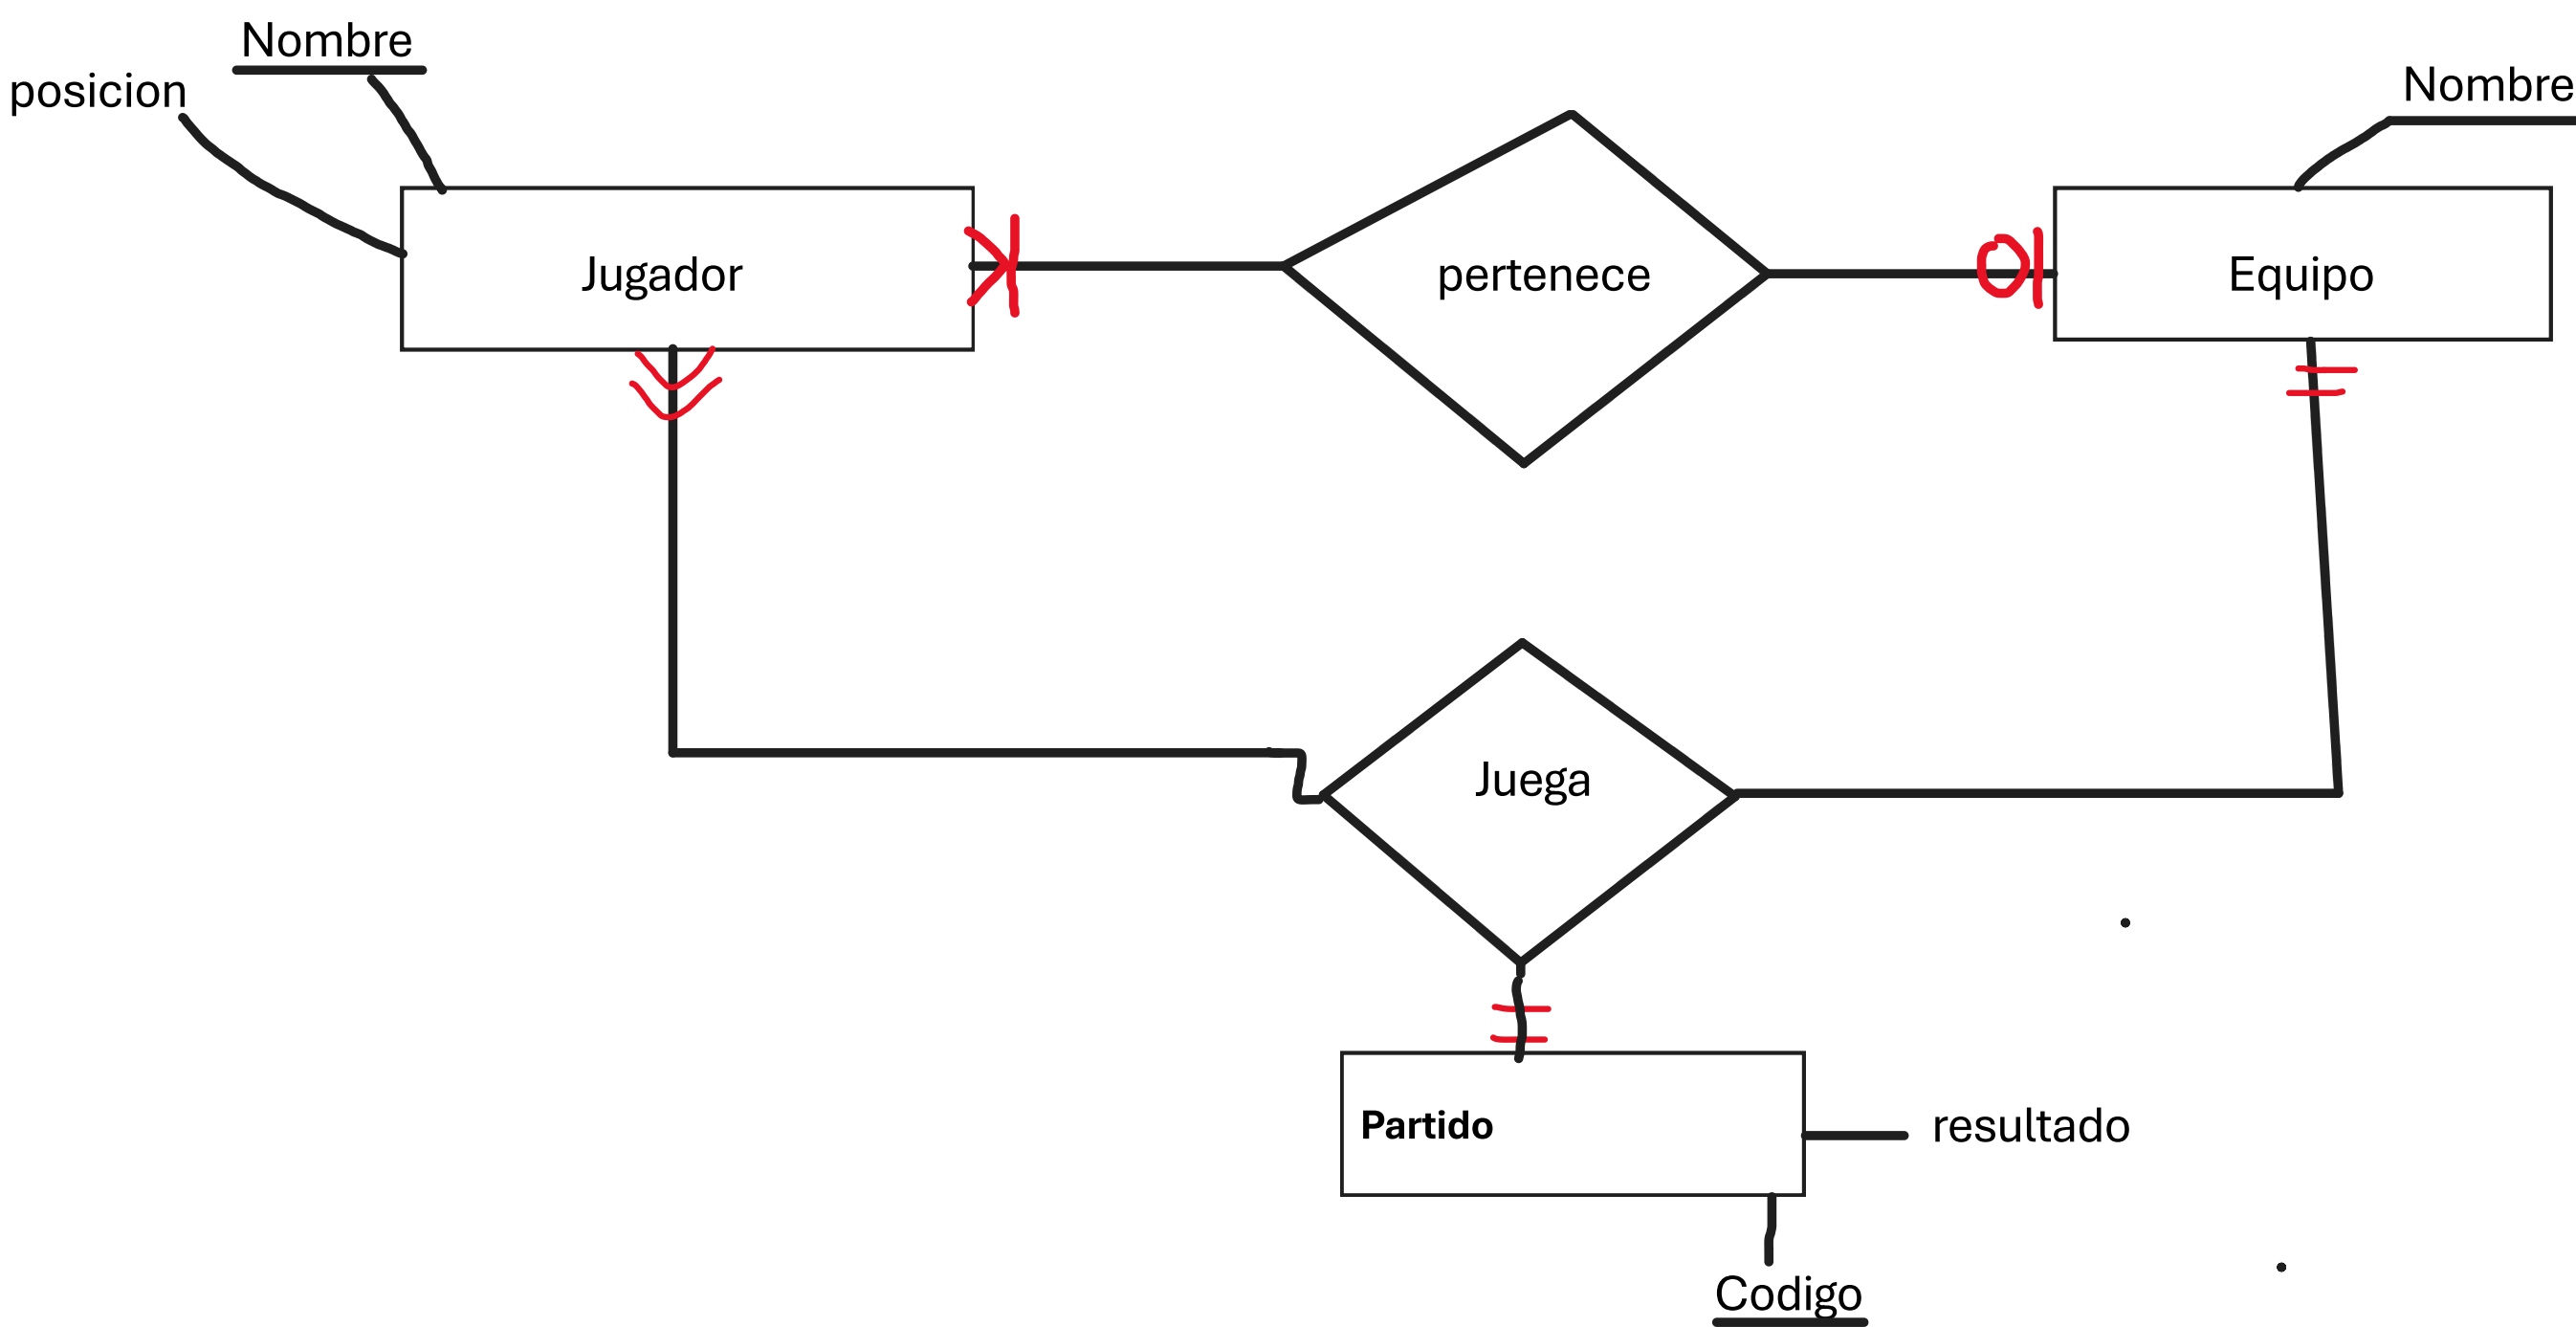 Nombre
posicion
Nombre
Jugador
pertenece
Equipo
Juega
Partido
resultado
Codigo